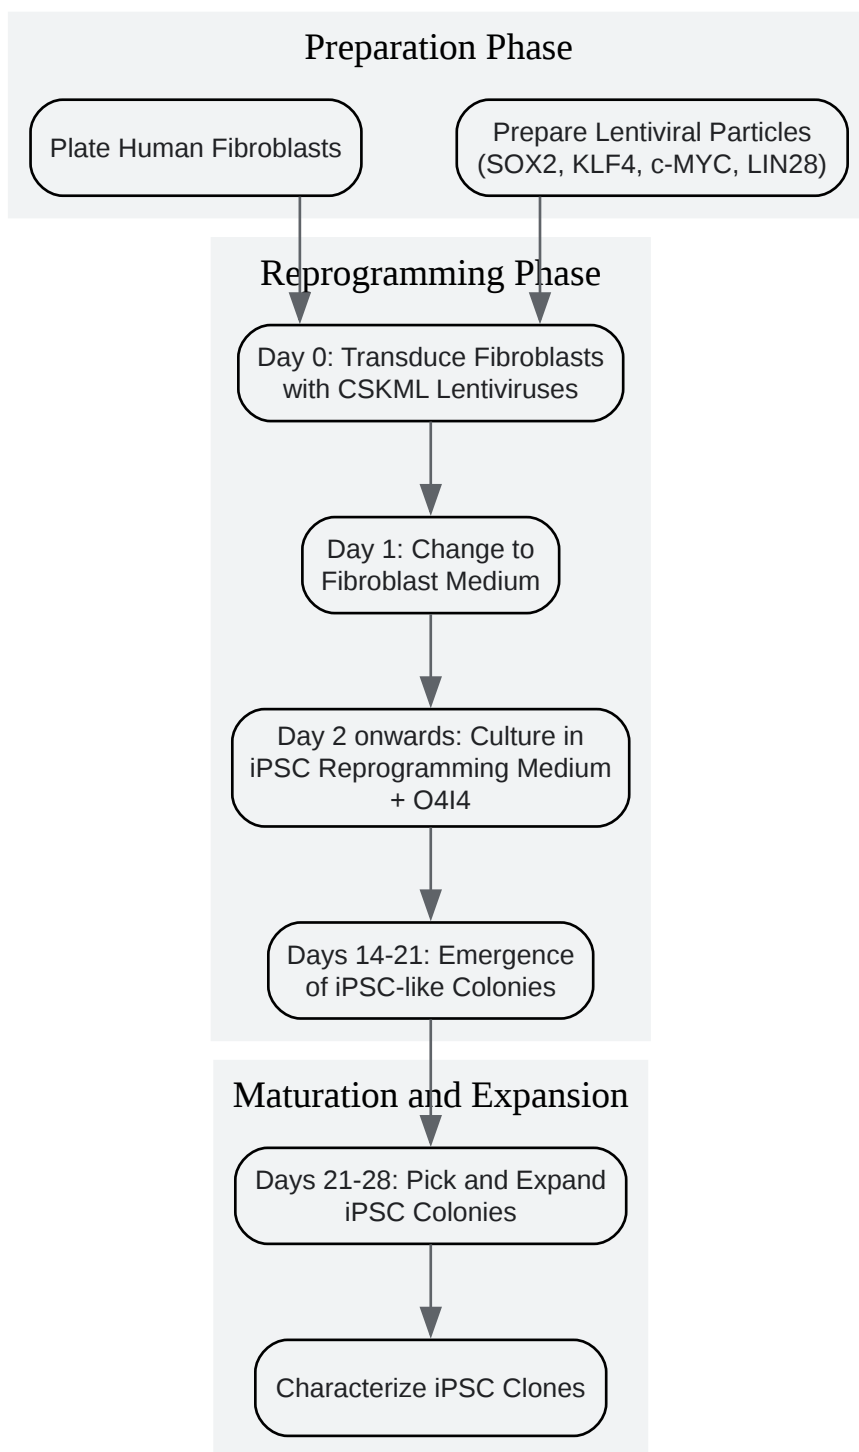 Preparation Phase
Plate Human Fibroblasts
Prepare Lentiviral Particles
(SOX2, KLF4, c-MYC, LIN28)
Reprogramming Phase
Day 0: Transduce Fibroblasts
with CSKML Lentiviruses
Day 1: Change to
Fibroblast Medium
Day 2 onwards: Culture in
iPSC Reprogramming Medium
+ O4I4
Days 14-21: Emergence
of iPSC-like Colonies
Maturation and Expansion
Days 21-28: Pick and Expand
iPSC Colonies
Characterize iPSC Clones